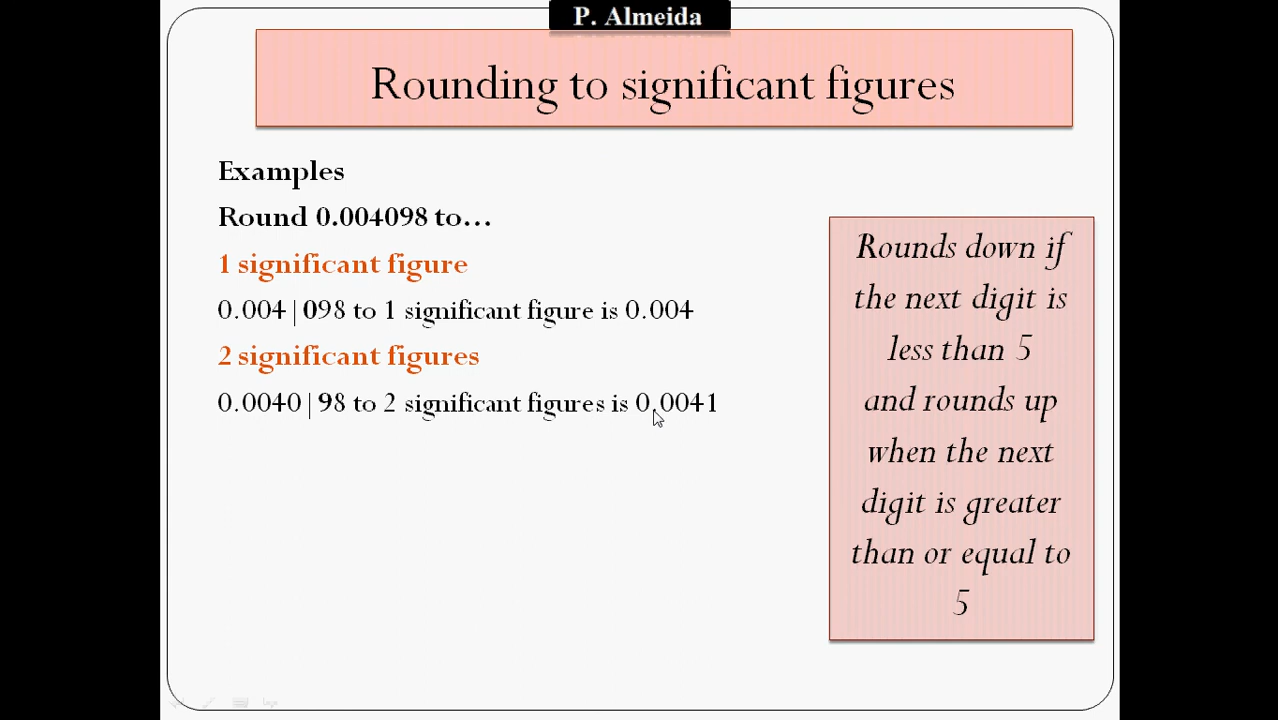 P. Almeida
Rounding to significant figures
Examples
Round 0.004098 to…
1 significant figure
0.004|098 to 1 significant figure is 0.004
2 significant figures
0.0040|98 to 2 significant figures is 0.0041
Rounds down if
the next digit is
less than 5
and rounds up
when the next
digit is greater
than or equal to
5